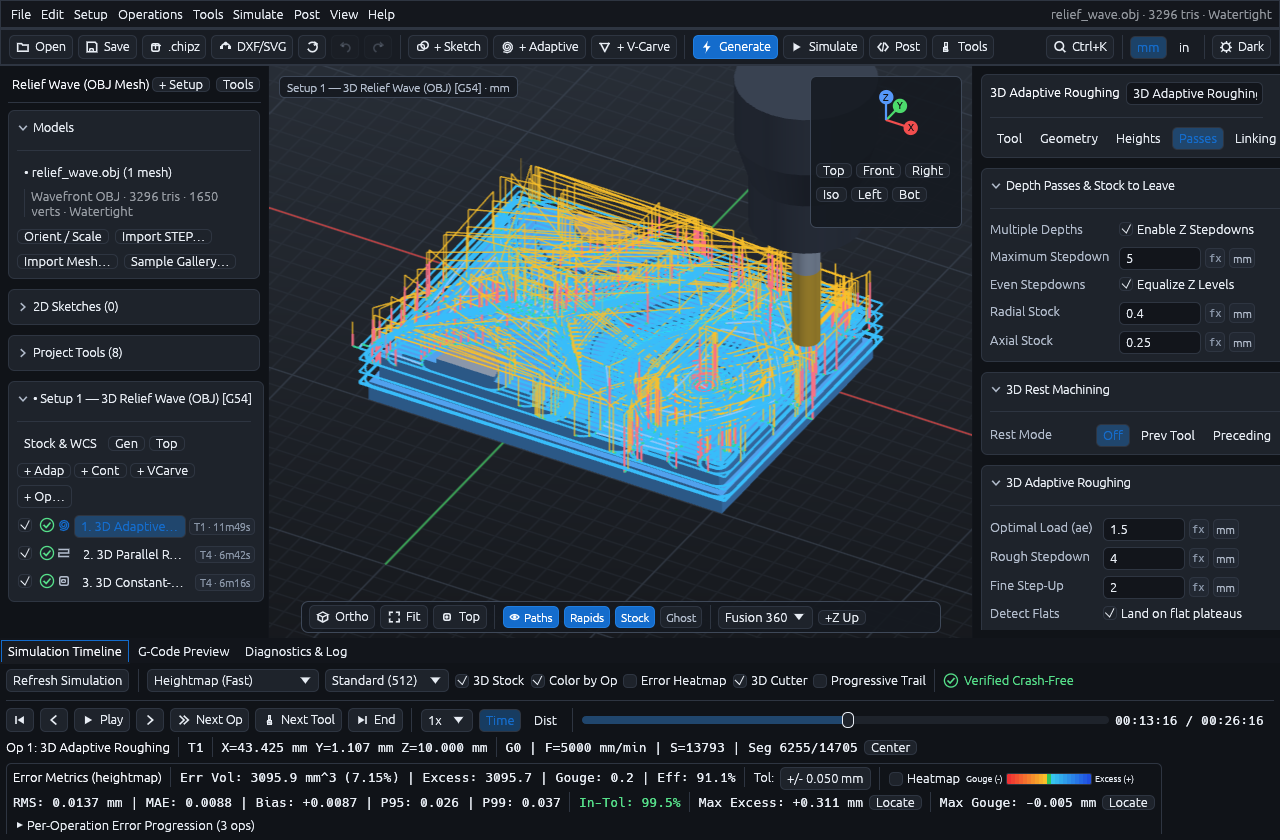 File Edit Setup Operations Tools Simulate Post View Help
relief_wave.obj · 3296 tris · Watertight
Open Save .chipz DXF/SVG + Sketch + Adaptive + V-Carve Generate Simulate Post Tools Ctrl+K mm in Dark
Relief Wave (OBJ Mesh) + Setup Tools
Models
• relief_wave.obj (1 mesh)
Wavefront OBJ · 3296 tris · 1650
verts · Watertight
Orient / Scale Import STEP…
Import Mesh… Sample Gallery…
2D Sketches (0)
Project Tools (8)
• Setup 1 — 3D Relief Wave (OBJ) [G54]
Stock & WCS Gen Top
+ Adap + Cont + VCarve
+ Op…
1. 3D Adaptive… T1 · 11m49s
2. 3D Parallel R… T4 · 6m42s
3. 3D Constant-… T4 · 6m16s
Setup 1 — 3D Relief Wave (OBJ) [G54] · mm
Z Y X
Top Front Right
Iso Left Bot
Ortho Fit Top Paths Rapids Stock Ghost Fusion 360 +Z Up
3D Adaptive Roughing 3D Adaptive Roughing
Tool Geometry Heights Passes Linking
Depth Passes & Stock to Leave
Multiple Depths Enable Z Stepdowns
Maximum Stepdown 5 fx mm
Even Stepdowns Equalize Z Levels
Radial Stock 0.4 fx mm
Axial Stock 0.25 fx mm
3D Rest Machining
Rest Mode Off Prev Tool Preceding
3D Adaptive Roughing
Optimal Load (ae) 1.5 fx mm
Rough Stepdown 4 fx mm
Fine Step-Up 2 fx mm
Detect Flats Land on flat plateaus
Simulation Timeline G-Code Preview Diagnostics & Log
Refresh Simulation Heightmap (Fast) Standard (512) 3D Stock Color by Op Error Heatmap 3D Cutter Progressive Trail Verified Crash-Free
Play Next Op Next Tool End 1x Time Dist 00:13:16 / 00:26:16
Op 1: 3D Adaptive Roughing T1 X=43.425 mm Y=1.107 mm Z=10.000 mm G0 | F=5000 mm/min | S=13793 | Seg 6255/14705 Center
Error Metrics (heightmap) Err Vol: 3095.9 mm^3 (7.15%) | Excess: 3095.7 | Gouge: 0.2 | Eff: 91.1% Tol: +/- 0.050 mm Heatmap Gouge (-) Excess (+)
RMS: 0.0137 mm | MAE: 0.0088 | Bias: +0.0087 | P95: 0.026 | P99: 0.037 In-Tol: 99.5% Max Excess: +0.311 mm Locate Max Gouge: -0.005 mm Locate
Per-Operation Error Progression (3 ops)